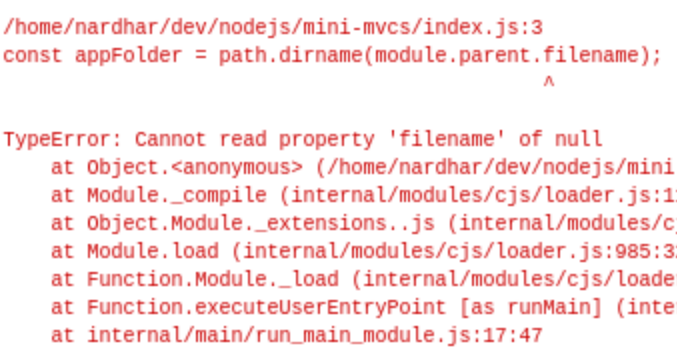 /home/nardhar/dev/nodejs/mini-mvcs/index.js:3
const appFolder = path.dirname(module.parent.filename);
^
TypeError: Cannot read property 'filename' of null
at Object.<anonymous> (/home/nardhar/dev/nodejs/mini
at Module._compile (internal/modules/cjs/loader.js:1
at Object.Module._extensions..js (internal/modules/c
at Module.load (internal/modules/cjs/loader.js:985:3
at Function.Module._load (internal/modules/cjs/loade
at Function.executeUserEntryPoint [as runMain] (inte
at internal/main/run_main_module.js:17:47